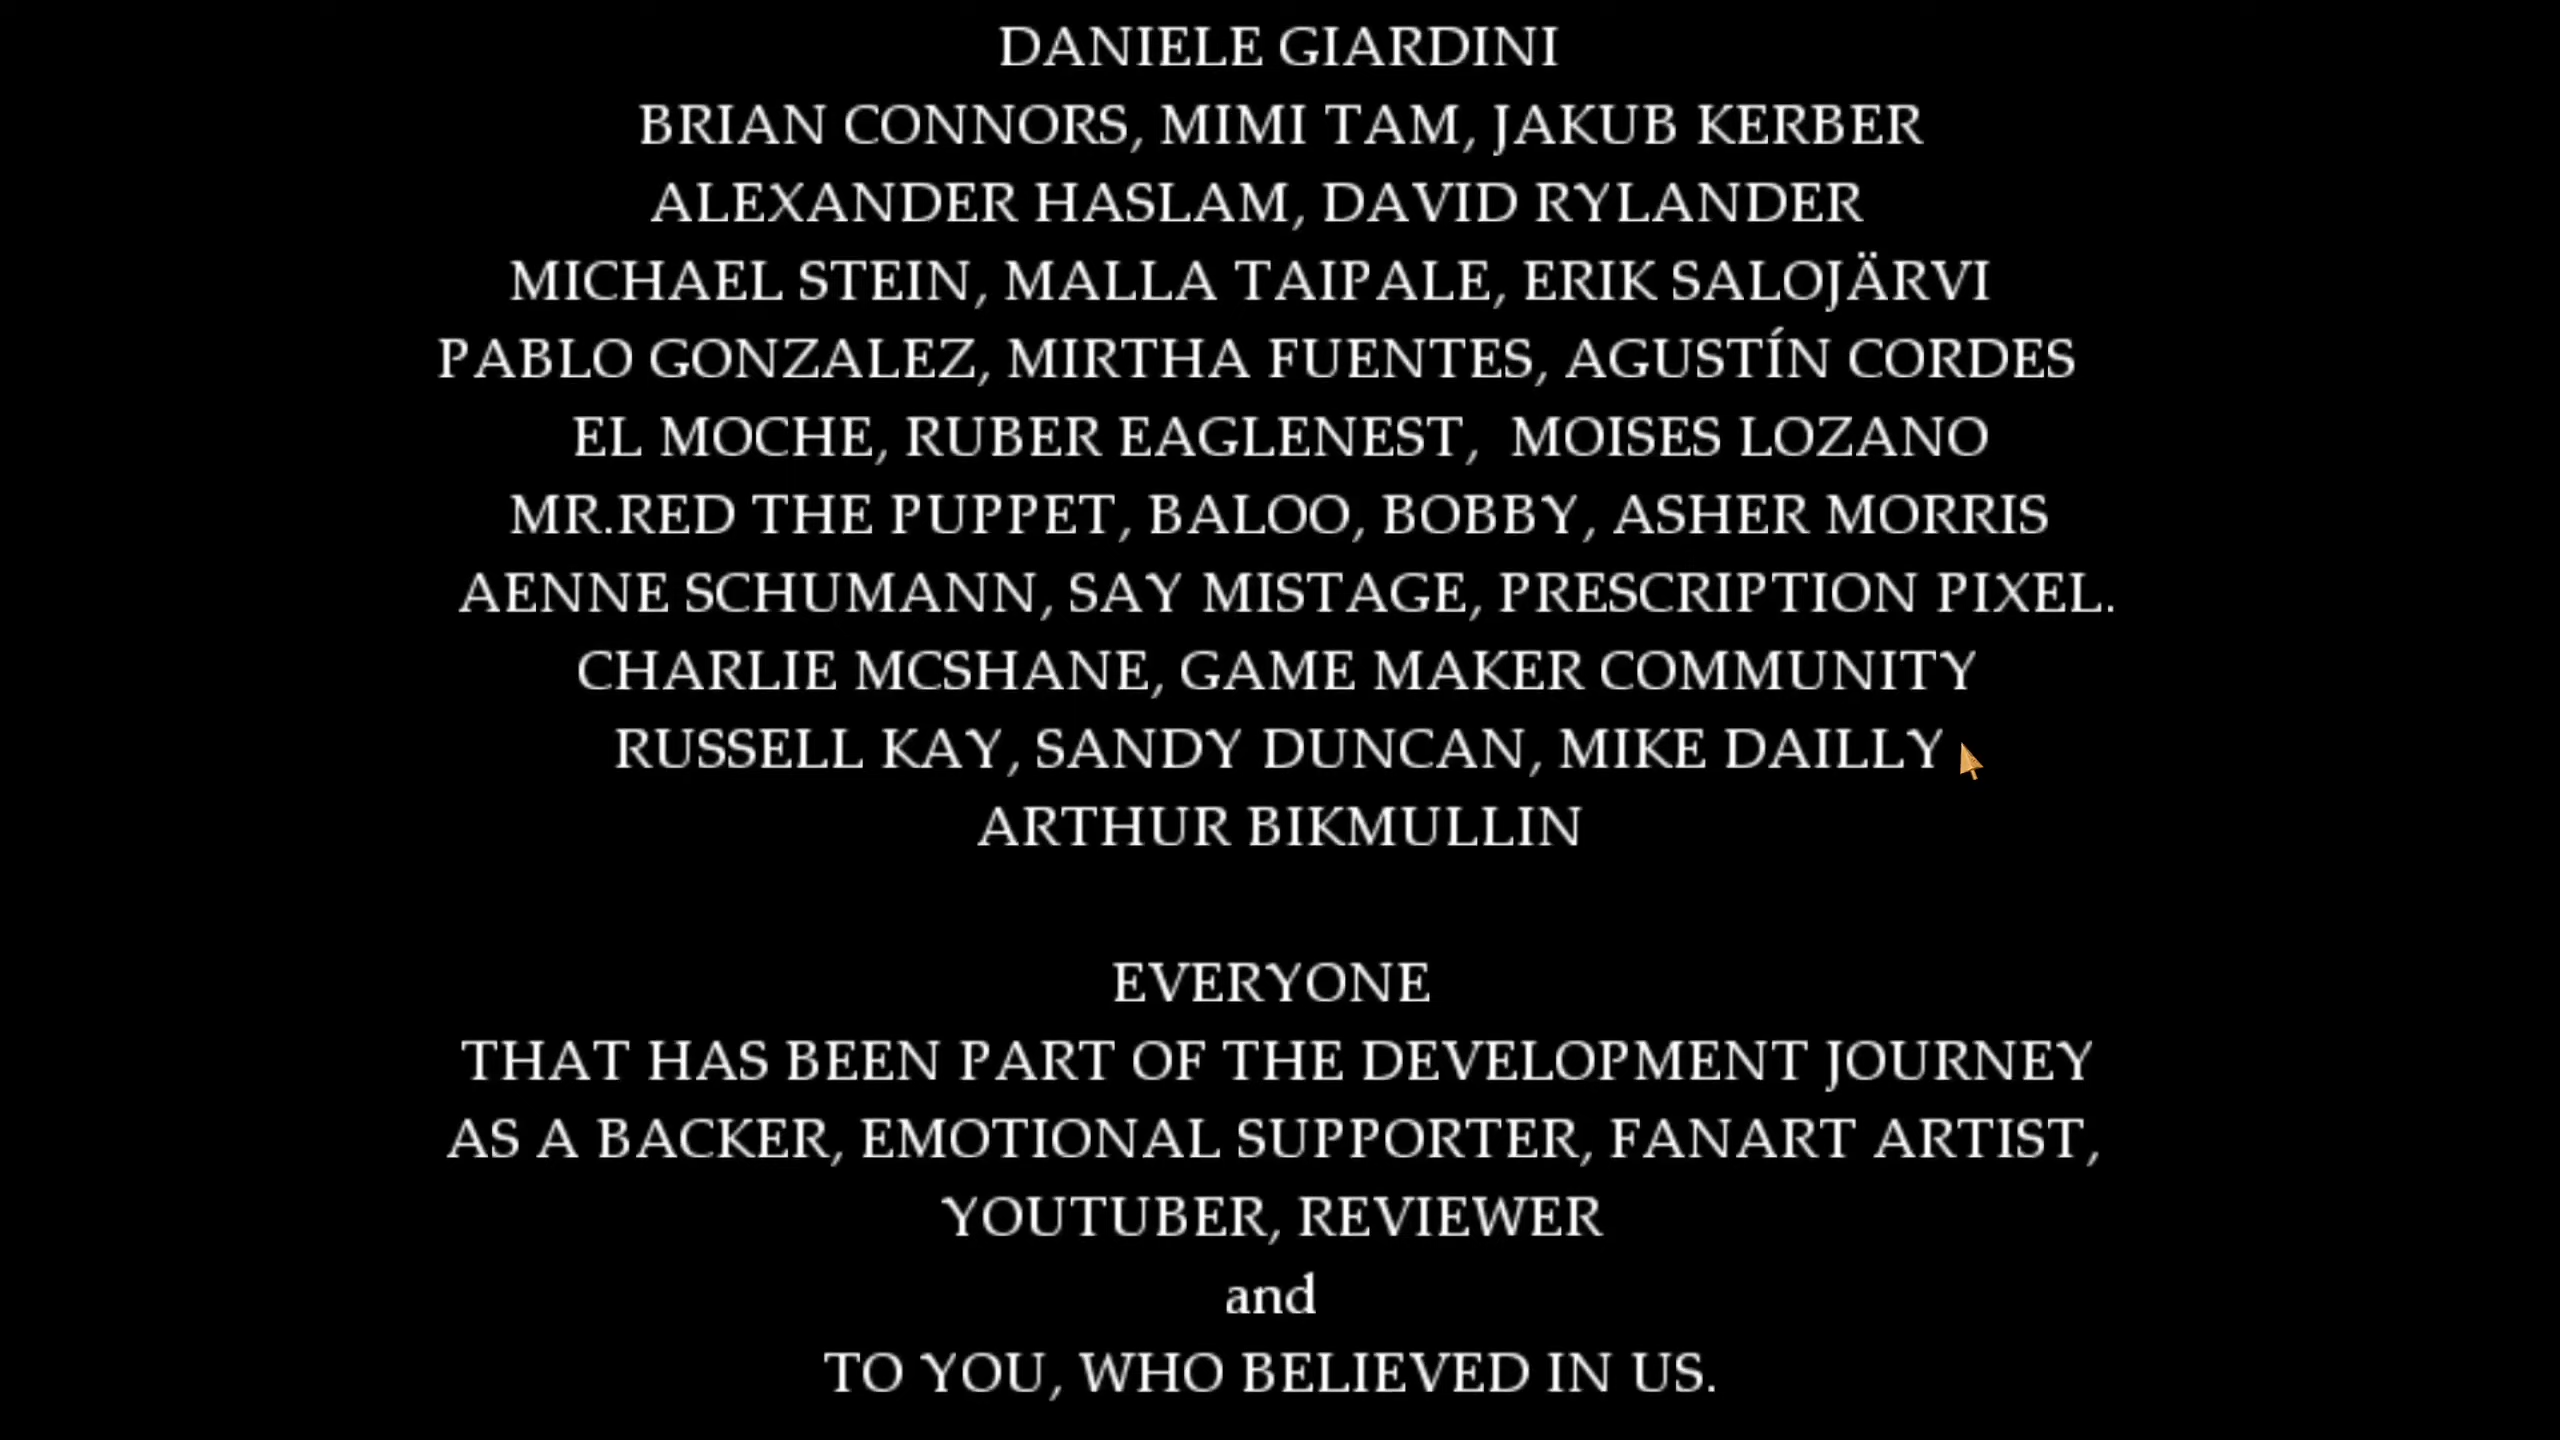 DANIELE GIARDINI
BRIAN CONNORS, MIMI TAM, JAKUB KERBER
ALEXANDER HASLAM, DAVID RYLANDER
MICHAEL STEIN, MALLA TAIPALE, ERIK SALOJÄRVI
PABLO GONZALEZ, MIRTHA FUENTES, AGUSTÍN CORDES
EL MOCHE, RUBER EAGLENEST,  MOISES LOZANO
MR.RED THE PUPPET, BALOO, BOBBY, ASHER MORRIS
AENNE SCHUMANN, SAY MISTAGE, PRESCRIPTION PIXEL.
CHARLIE MCSHANE, GAME MAKER COMMUNITY
RUSSELL KAY, SANDY DUNCAN, MIKE DAILLY
ARTHUR BIKMULLIN
EVERYONE
THAT HAS BEEN PART OF THE DEVELOPMENT JOURNEY
AS A BACKER, EMOTIONAL SUPPORTER, FANART ARTIST,
YOUTUBER, REVIEWER
and
TO YOU, WHO BELIEVED IN US.